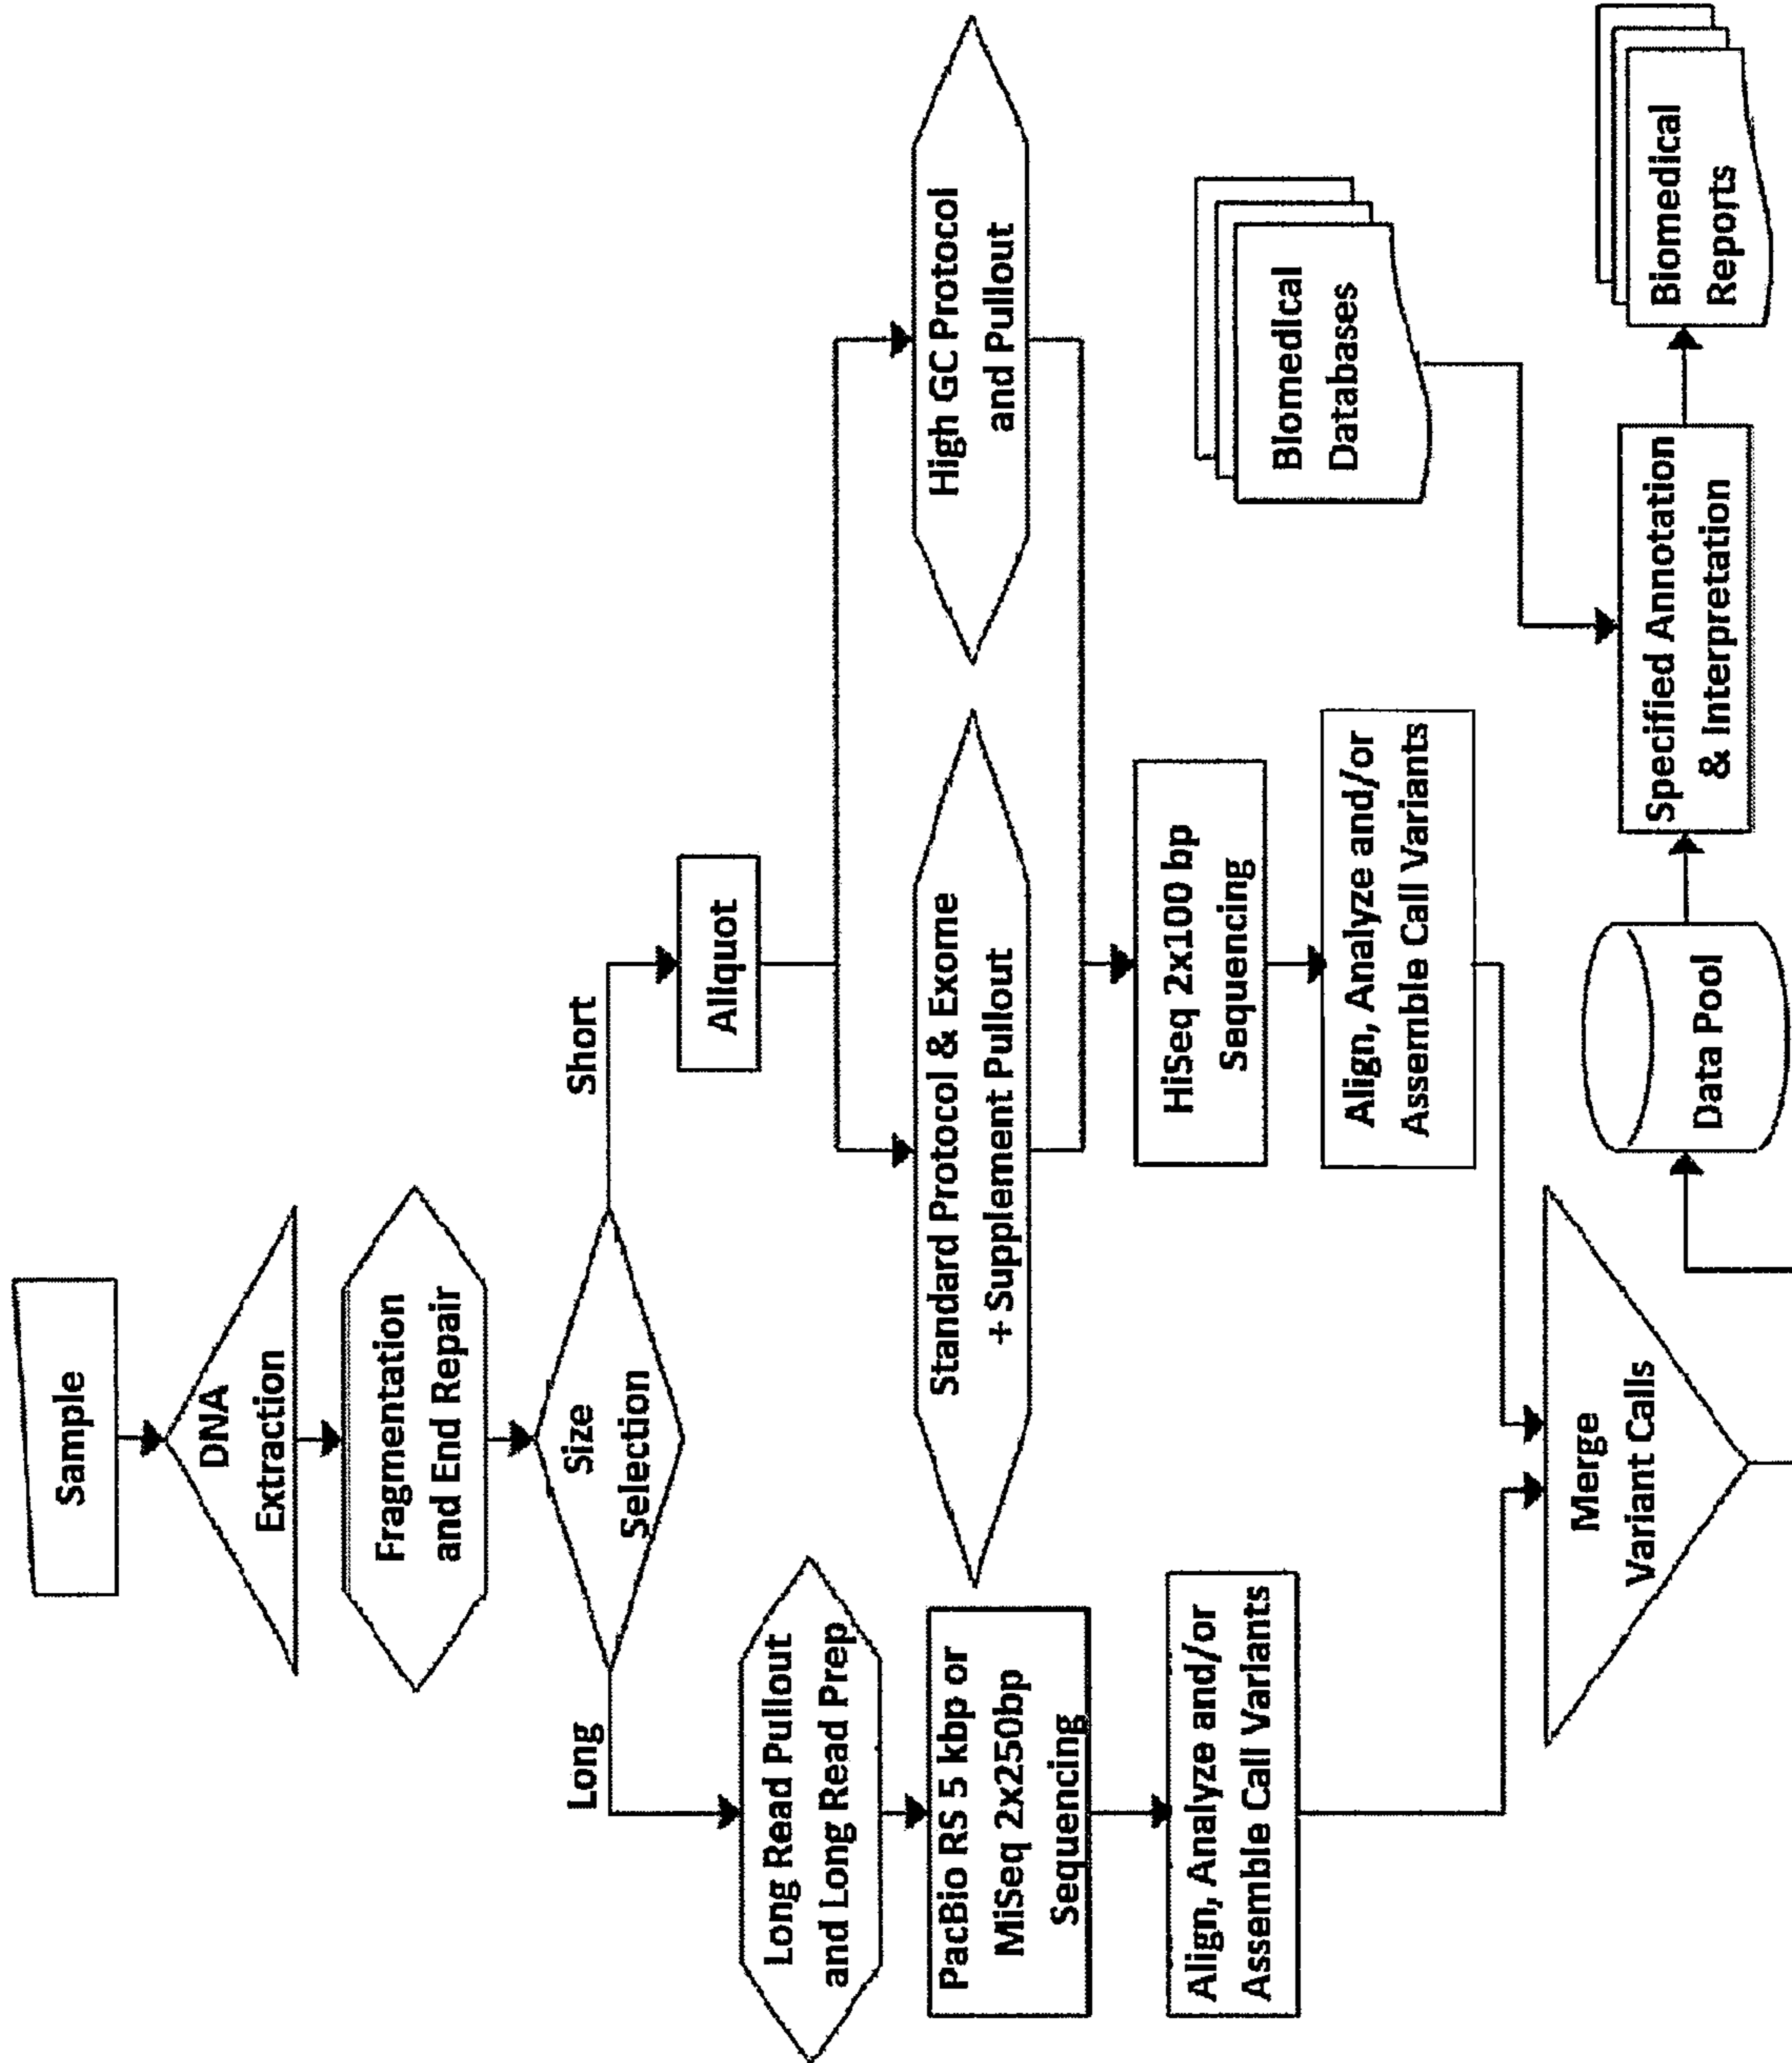 Sample
DNA
Extraction
Fragmentation
and End Repair
Size
Selection
Long
Short
Long Read Pullout
and Long Read Prep
PacBio RS 5 kbp or
MiSeq 2x250bp
Sequencing
Align, Analyze and/or
Assemble Call Variants
Aliquot
Standard Protocol & Exome
+ Supplement Pullout
High GC Protocol
and Pullout
HiSeq 2x100 bp
Sequencing
Align, Analyze and/or
Assemble Call Variants
Merge
Variant Calls
Data Pool
Biomedical
Databases
Specified Annotation
& Interpretation
Biomedical
Reports